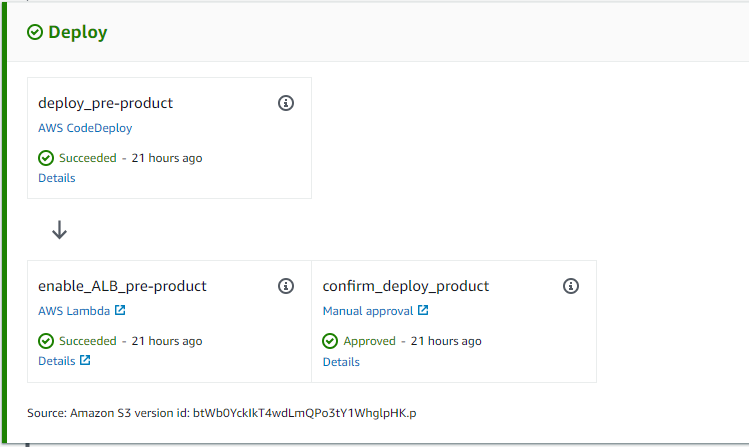 Deploy
deploy_pre-product
AWS CodeDeploy
Succeeded - 21 hours ago
Details
enable_ALB_pre-product
AWS Lambda
Succeeded - 21 hours ago
Details
confirm_deploy_product
Manual approval
Approved - 21 hours ago
Details
Source: Amazon S3 version id: btWb0YckIkT4wdLmQPo3tY1WhglpHK.p